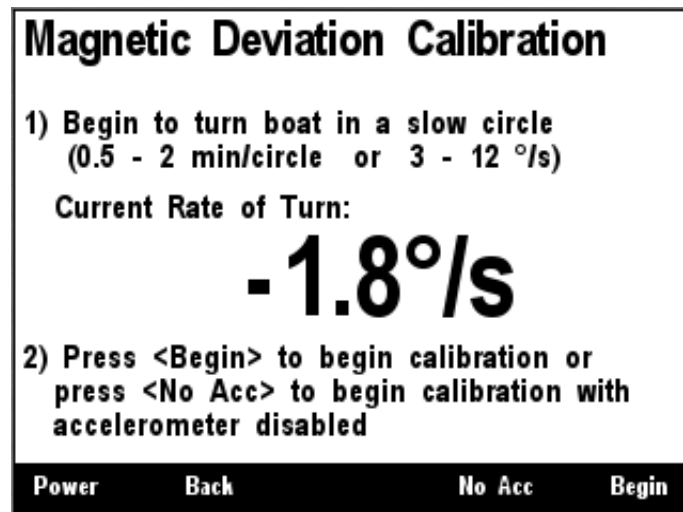 Magnetic Deviation Calibration
1) Begin to turn boat in a slow circle
(0.5 - 2 min/circle or 3 - 12 °/s)
Current Rate of Turn:
-1.8°/s
2) Press <Begin> to begin calibration or
press <No Acc> to begin calibration with
accelerometer disabled
Power Back No Acc Begin